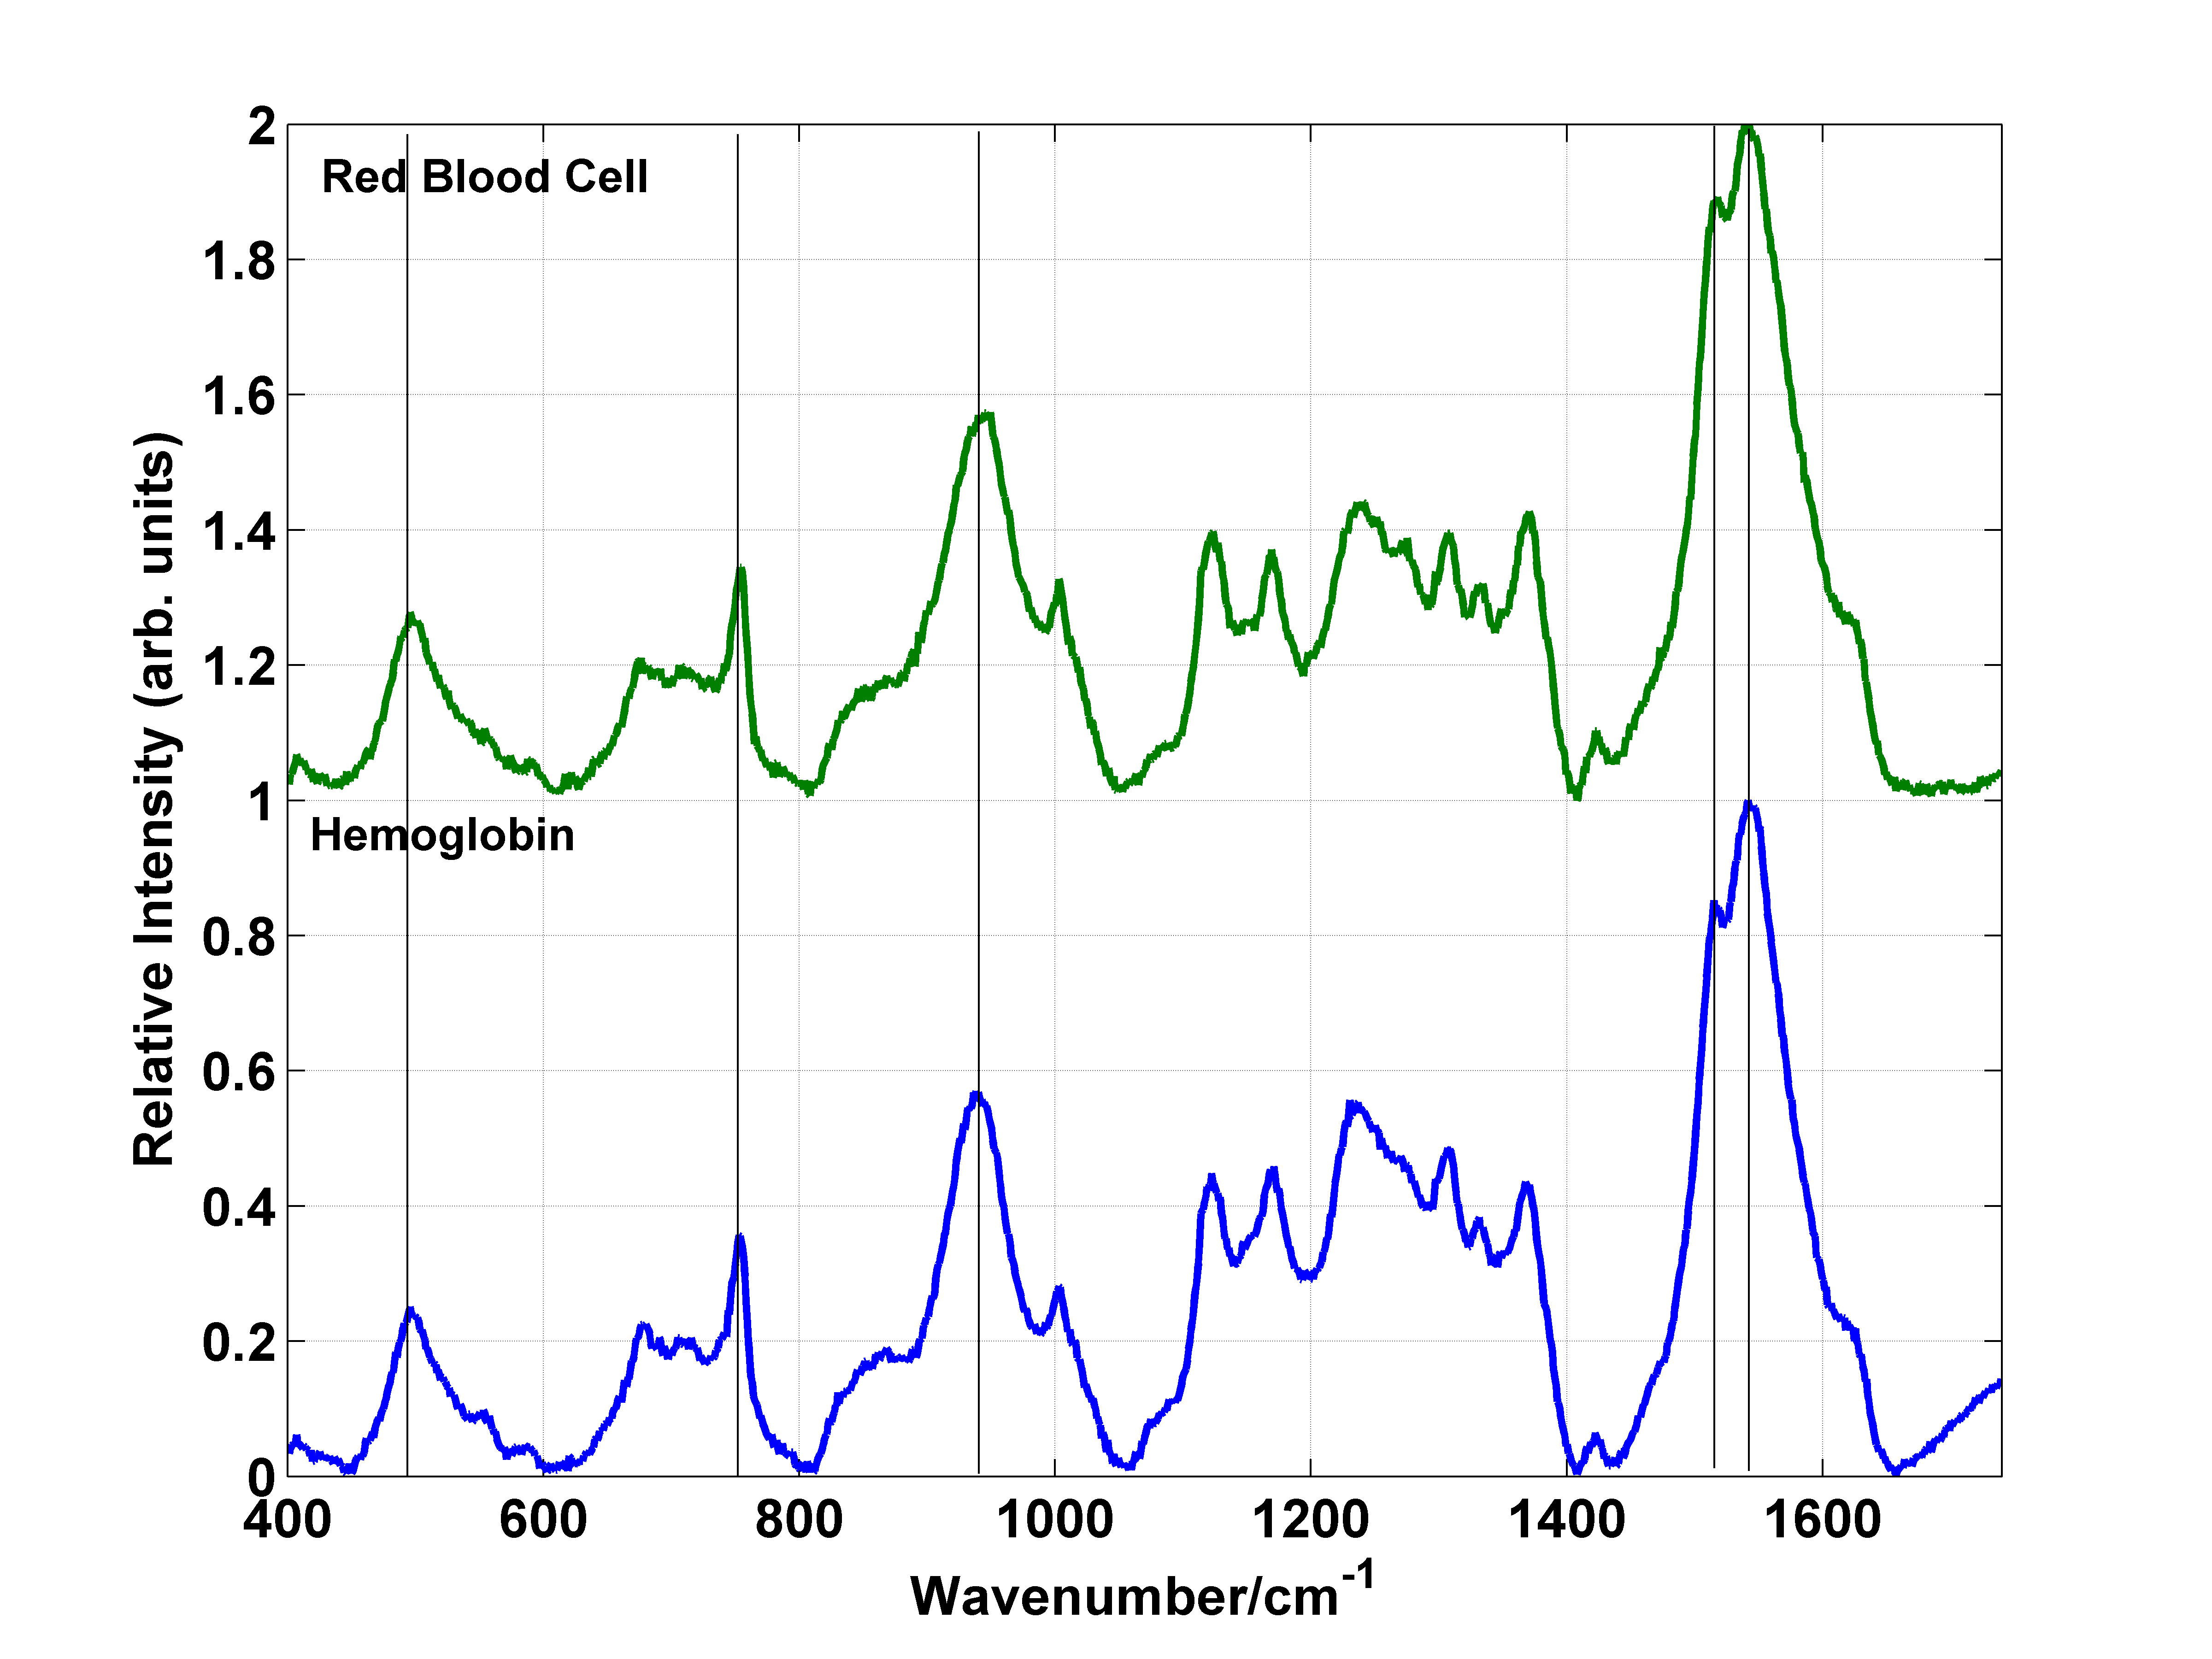 2
Red Blood Cell
1.8
1.6
1.4
1.2
1
Hemoglobin
0.8
0.6
0.4
0.2
0
Relative Intensity (arb. units)
400 600 800 1000 1200 1400 1600
Wavenumber/cm-1